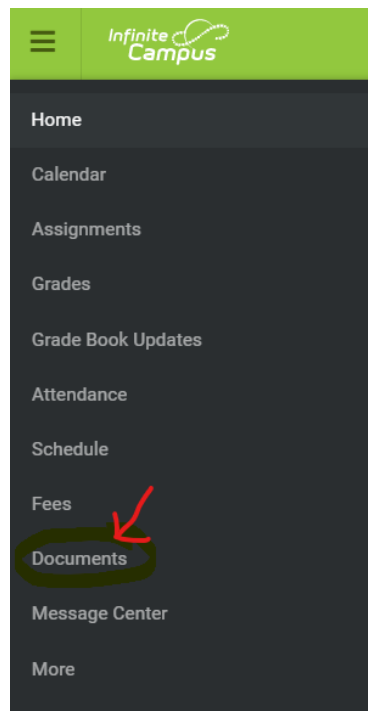 Infinite
Campus
Home
Calendar
Assignments
Grades
Grade Book Updates
Attendance
Schedule
Fees
Documents
Message Center
More